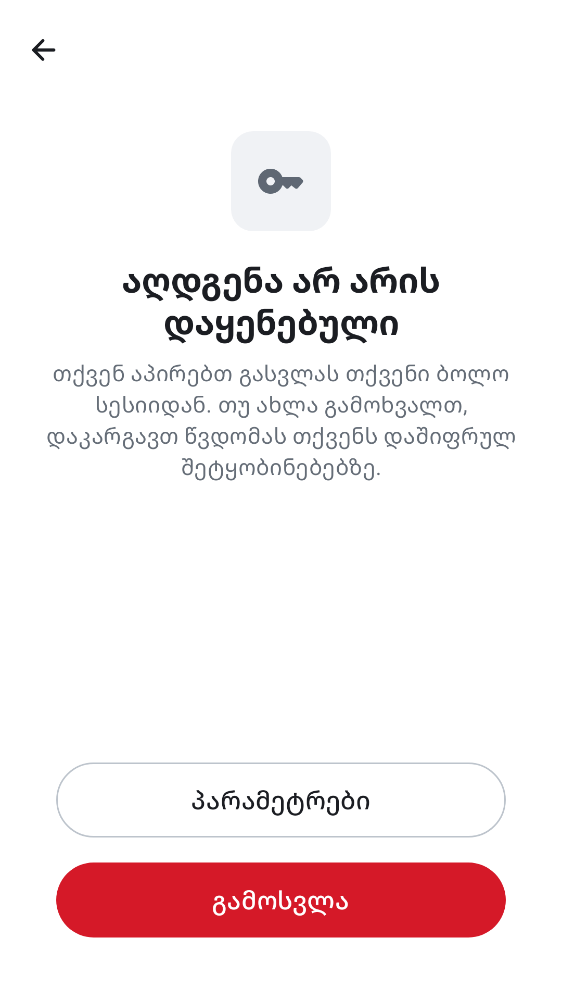 აღდგენა არ არის
დაყენებული
თქვენ აპირებთ გასვლას თქვენი ბოლო
სესიიდან. თუ ახლა გამოხვალთ,
დაკარგავთ წვდომას თქვენს დაშიფრულ
შეტყობინებებზე.
პარამეტრები
გამოსვლა